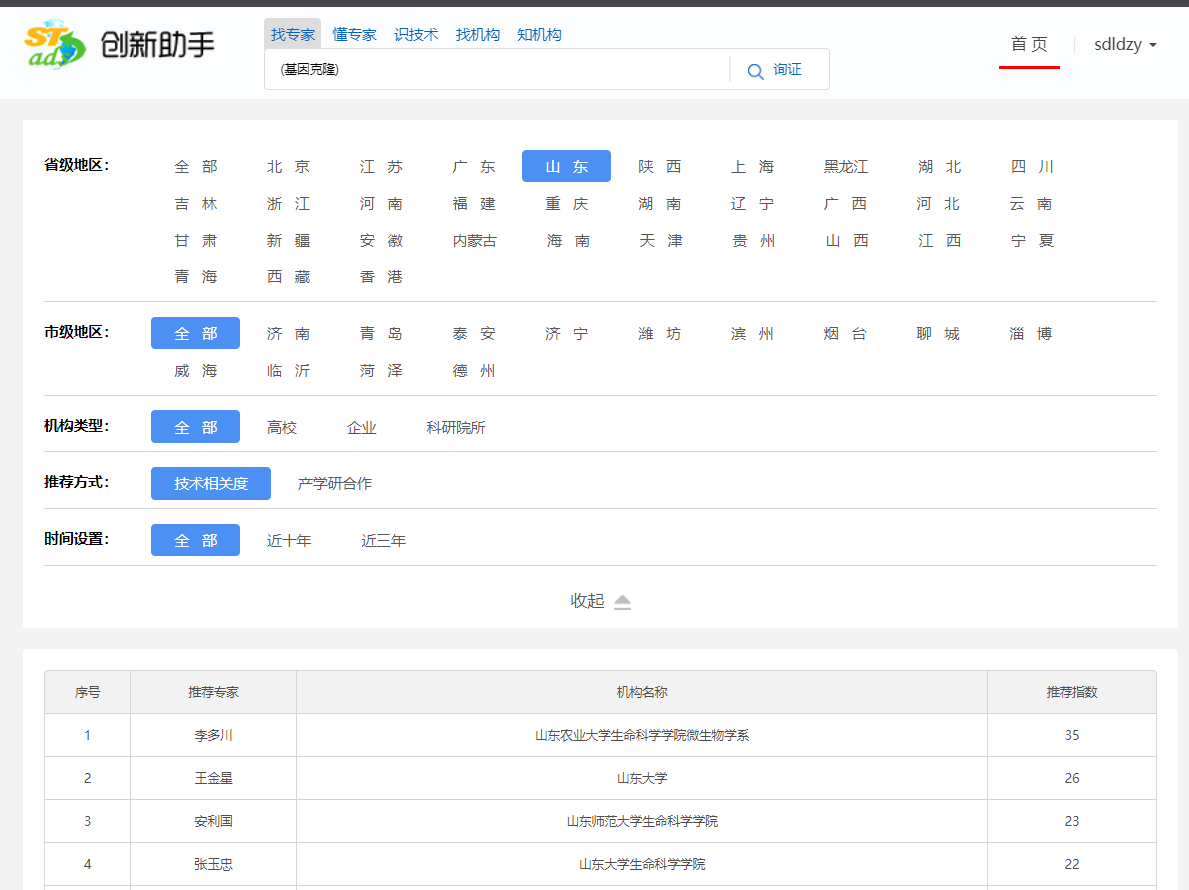 ST
ad
创新助手
找专家 懂专家 识技术 找机构 知机构
(基因克隆) 询证
首 页 sdldzy
省级地区： 全 部 北 京 江 苏 广 东 山 东 陕 西 上 海 黑龙江 湖 北 四 川
吉 林 浙 江 河 南 福 建 重 庆 湖 南 辽 宁 广 西 河 北 云 南
甘 肃 新 疆 安 徽 内蒙古 海 南 天 津 贵 州 山 西 江 西 宁 夏
青 海 西 藏 香 港
市级地区： 全 部 济 南 青 岛 泰 安 济 宁 潍 坊 滨 州 烟 台 聊 城 淄 博
威 海 临 沂 菏 泽 德 州
机构类型： 全 部 高校 企业 科研院所
推荐方式： 技术相关度 产学研合作
时间设置： 全 部 近十年 近三年
收起
序号 推荐专家 机构名称 推荐指数
1 李多川 山东农业大学生命科学学院微生物学系 35
2 王金星 山东大学 26
3 安利国 山东师范大学生命科学学院 23
4 张玉忠 山东大学生命科学学院 22